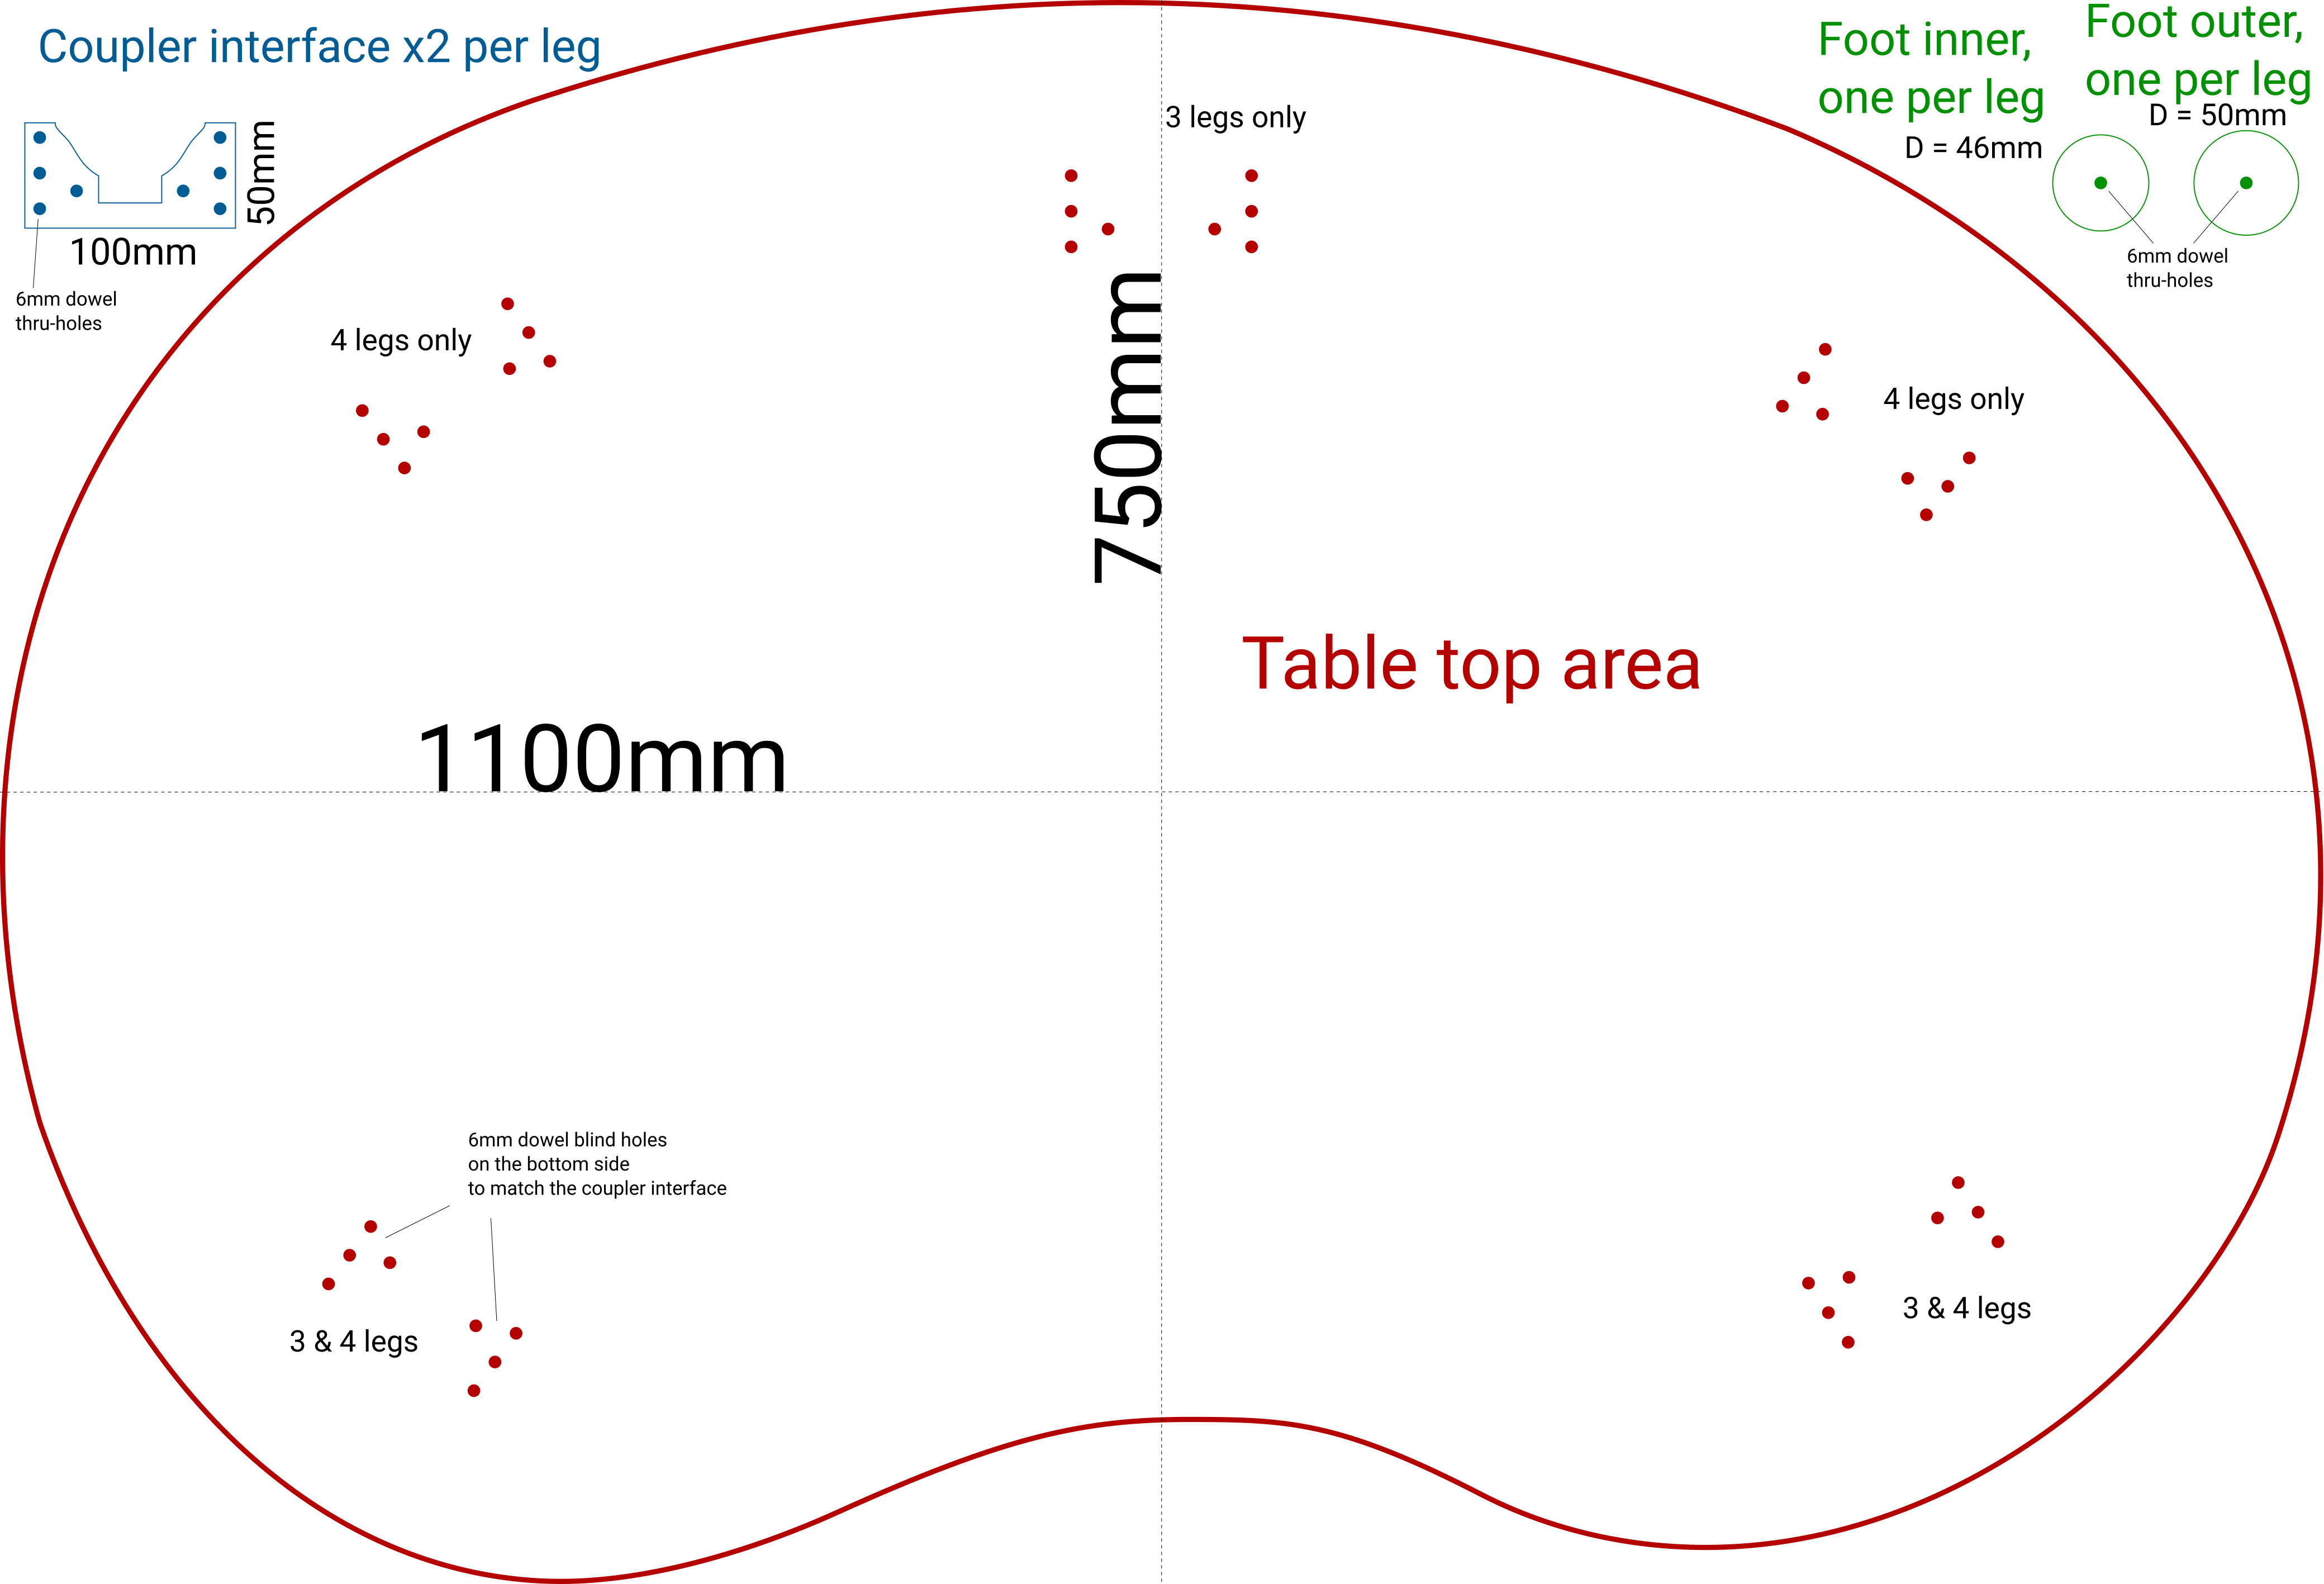 Coupler interface x2 per leg
50mm
100mm
6mm dowel
thru-holes
3 legs only
Foot inner,
one per leg
D = 46mm
Foot outer,
one per leg
D = 50mm
6mm dowel
thru-holes
4 legs only
4 legs only
750mm
Table top area
1100mm
6mm dowel blind holes
on the bottom side
to match the coupler interface
3 & 4 legs
3 & 4 legs